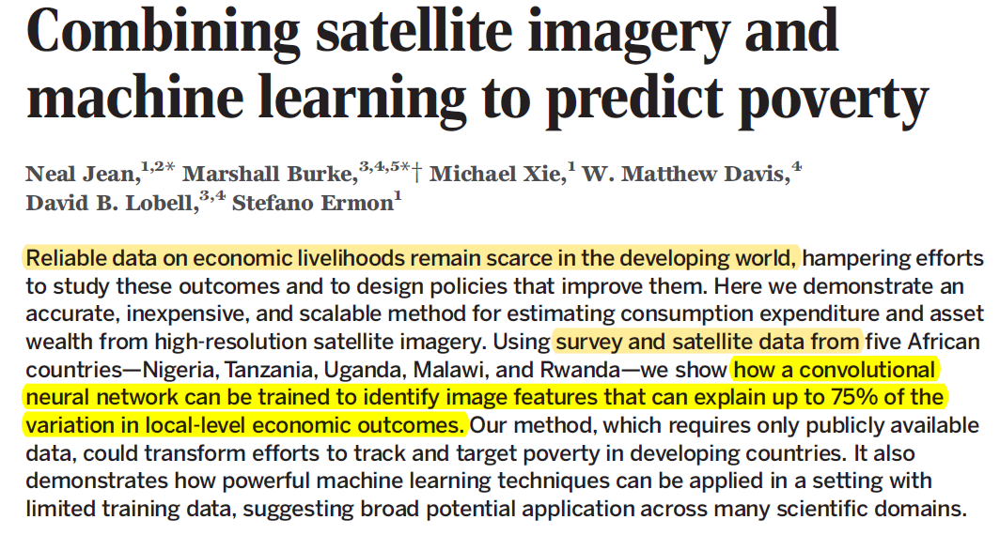 Combining satellite imagery and
machine learning to predict poverty
Neal Jean,1,2* Marshall Burke,3,4,5*† Michael Xie,1 W. Matthew Davis,4
David B. Lobell,3,4 Stefano Ermon1
Reliable data on economic livelihoods remain scarce in the developing world, hampering efforts
to study these outcomes and to design policies that improve them. Here we demonstrate an
accurate, inexpensive, and scalable method for estimating consumption expenditure and asset
wealth from high-resolution satellite imagery. Using survey and satellite data from five African
countries—Nigeria, Tanzania, Uganda, Malawi, and Rwanda—we show how a convolutional
neural network can be trained to identify image features that can explain up to 75% of the
variation in local-level economic outcomes. Our method, which requires only publicly available
data, could transform efforts to track and target poverty in developing countries. It also
demonstrates how powerful machine learning techniques can be applied in a setting with
limited training data, suggesting broad potential application across many scientific domains.